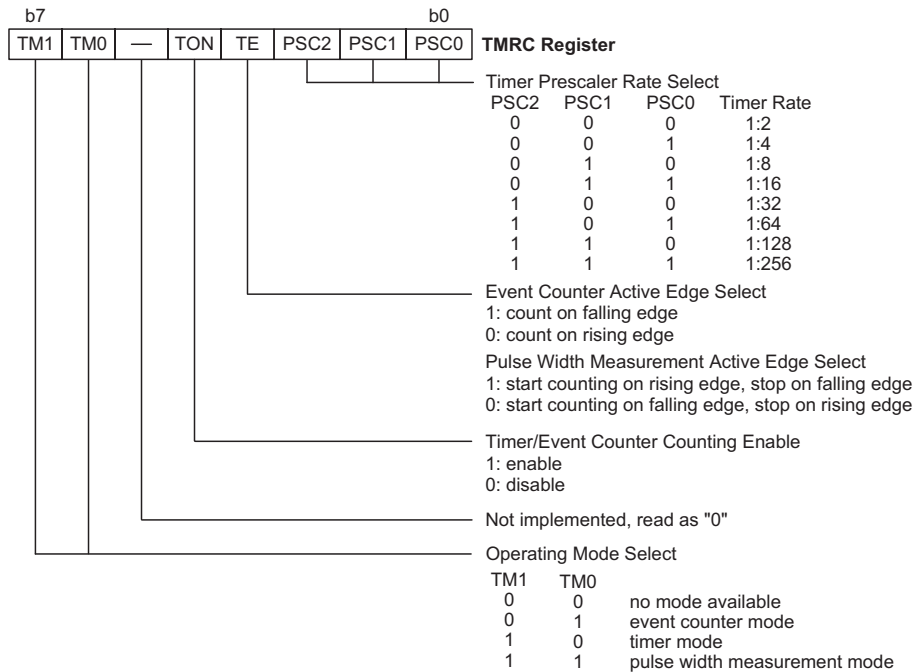 b7 b0
TM1 TM0 — TON TE PSC2 PSC1 PSC0 TMRC Register
Timer Prescaler Rate Select
PSC2 PSC1 PSC0 Timer Rate
0 0 0 1:2
0 0 1 1:4
0 1 0 1:8
0 1 1 1:16
1 0 0 1:32
1 0 1 1:64
1 1 0 1:128
1 1 1 1:256
Event Counter Active Edge Select
1: count on falling edge
0: count on rising edge
Pulse Width Measurement Active Edge Select
1: start counting on rising edge, stop on falling edge
0: start counting on falling edge, stop on rising edge
Timer/Event Counter Counting Enable
1: enable
0: disable
Not implemented, read as "0"
Operating Mode Select
TM1 TM0
0 0 no mode available
0 1 event counter mode
1 0 timer mode
1 1 pulse width measurement mode